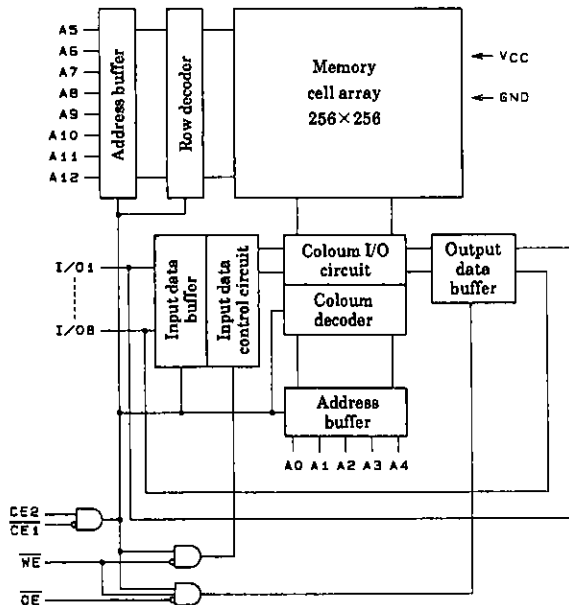 A5
A6
A7
A8
A9
A10
A11
A12
Address buffer
Row decoder
Memory
cell array
256×256
VCC
GND
I/O1
I/O8
Input data
buffer
Input data
control circuit
Coloum I/O
circuit
Coloum
decoder
Output
data
buffer
Address
buffer
A0 A1 A2 A3 A4
CE2
CE1
WE
OE